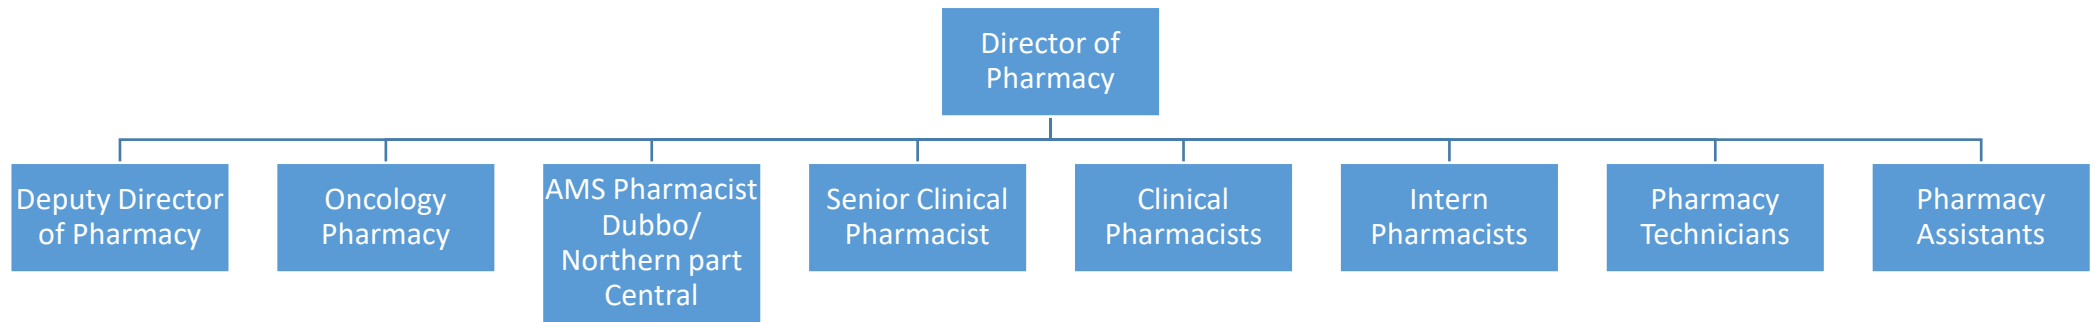 Director of
Pharmacy
Deputy Director
of Pharmacy
Oncology
Pharmacy
AMS Pharmacist
Dubbo/
Northern part
Central
Senior Clinical
Pharmacist
Clinical
Pharmacists
Intern
Pharmacists
Pharmacy
Technicians
Pharmacy
Assistants